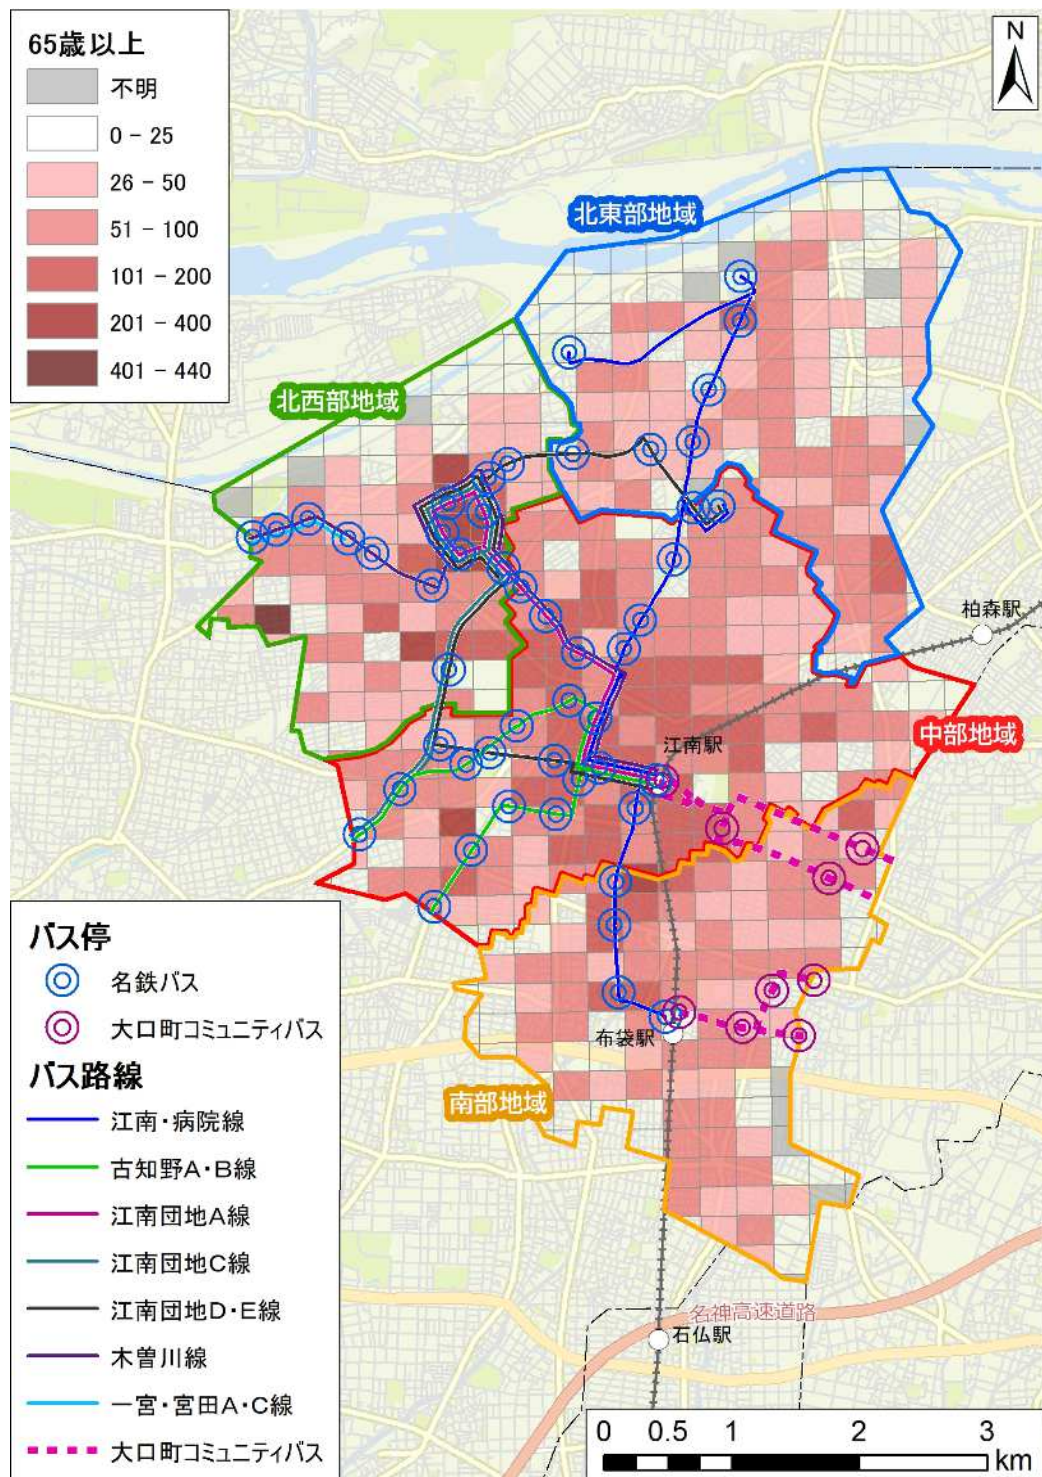 65歳以上
不明
0 - 25
26 - 50
51 - 100
101 - 200
201 - 400
401 - 440
N
北東部地域
北西部地域
柏森駅
中部地域
江南駅
布袋駅
南部地域
名神高速道路
石仏駅
バス停
名鉄バス
大口町コミュニティバス
バス路線
江南・病院線
古知野A・B線
江南団地A線
江南団地C線
江南団地D・E線
木曽川線
一宮・宮田A・C線
大口町コミュニティバス
0 0.5 1 2 3
km